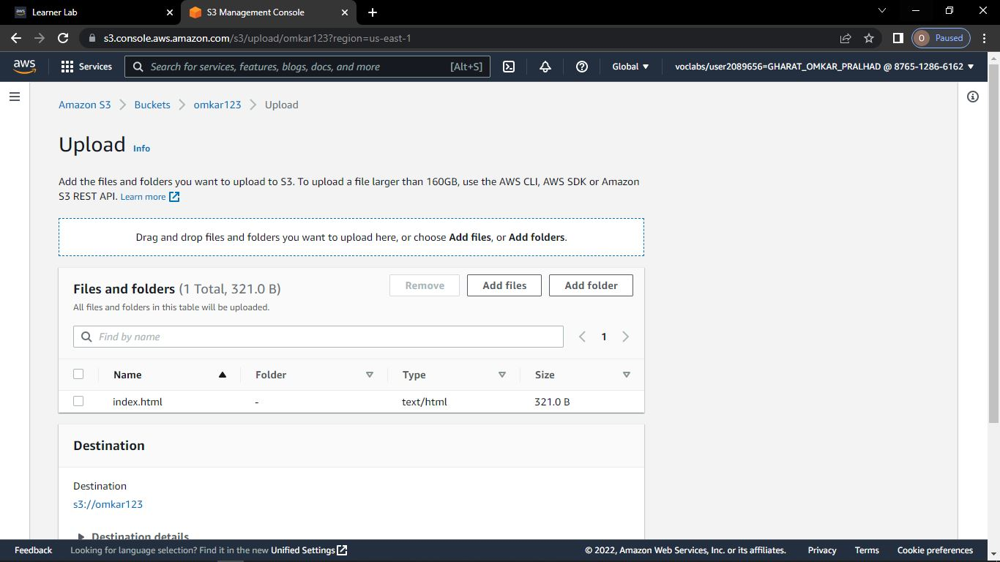 Learner Lab
S3 Management Console
s3.console.aws.amazon.com/s3/upload/omkar123?region=us-east-1
O Paused
aws
Services
Search for services, features, blogs, docs, and more [Alt+S]
Global
voclabs/user2089656=GHARAT_OMKAR_PRALHAD @ 8765-1286-6162
Amazon S3 Buckets omkar123 Upload
Upload Info
Add the files and folders you want to upload to S3. To upload a file larger than 160GB, use the AWS CLI, AWS SDK or Amazon
S3 REST API. Learn more
Drag and drop files and folders you want to upload here, or choose Add files, or Add folders.
Files and folders (1 Total, 321.0 B)
Remove Add files Add folder
All files and folders in this table will be uploaded.
Find by name
1
Name Folder Type Size
index.html - text/html 321.0 B
Destination
Destination
s3://omkar123
Destination details
Feedback Looking for language selection? Find it in the new Unified Settings © 2022, Amazon Web Services, Inc. or its affiliates. Privacy Terms Cookie preferences